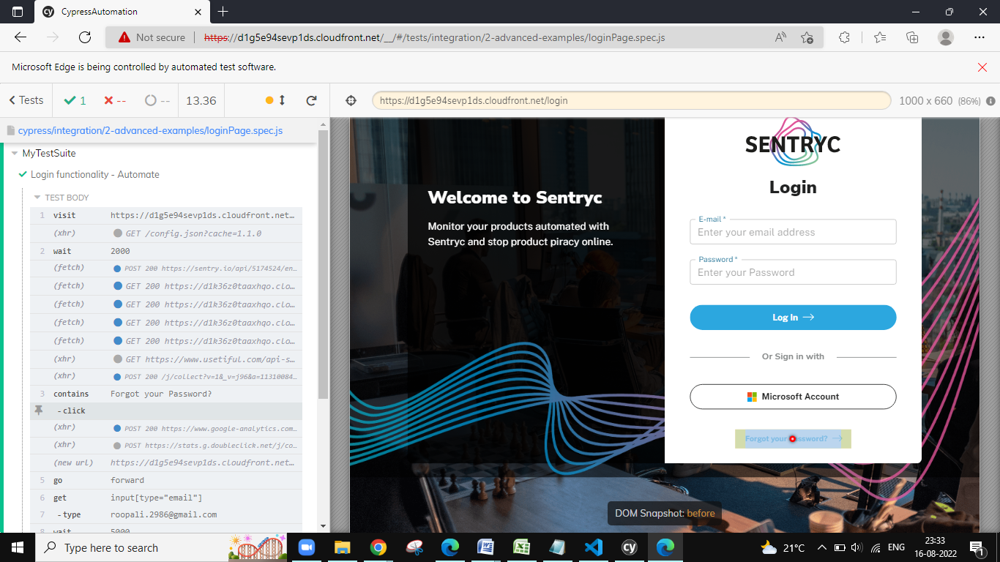 CypressAutomation
Not secure
https://d1g5e94sevp1ds.cloudfront.net/__/#/tests/integration/2-advanced-examples/loginPage.spec.js
Microsoft Edge is being controlled by automated test software.
Tests
1
--
--
13.36
https://d1g5e94sevp1ds.cloudfront.net/login
1000 x 660 (86%)
cypress/integration/2-advanced-examples/loginPage.spec.js
MyTestSuite
Login functionality - Automate
TEST BODY
1 visit https://d1g5e94sevp1ds.cloudfront.net…
(xhr) GET /config.json?cache=1.1.0
2 wait 2000
(fetch) POST 200 https://sentry.io/api/5174524/en…
(fetch) GET 200 https://d1k36z0taaxhqo.clo…
(fetch) GET 200 https://d1k36z0taaxhqo.clo…
(fetch) GET 200 https://d1k36z0taaxhqo.clo…
(fetch) GET 200 https://d1k36z0taaxhqo.clo…
(xhr) GET https://www.usetiful.com/api-s…
(xhr) POST 200 /j/collect?v=1&_v=j96&a=11310084…
3 contains Forgot your Password?
- click
(xhr) POST 200 https://www.google-analytics.com…
(xhr) POST https://stats.g.doubleclick.net/j/co…
(new url) https://d1g5e94sevp1ds.cloudfront.net…
5 go forward
6 get input[type="email"]
7 - type roopali.2986@gmail.com
8 wait 5000
Welcome to Sentryc
Monitor your products automated with
Sentryc and stop product piracy online.
SENTRYC
Login
E-mail *
Enter your email address
Password *
Enter your Password
Log In
Or Sign in with
Microsoft Account
Forgot your Password?
DOM Snapshot: before
Type here to search
21°C
ENG
23:33
16-08-2022
1